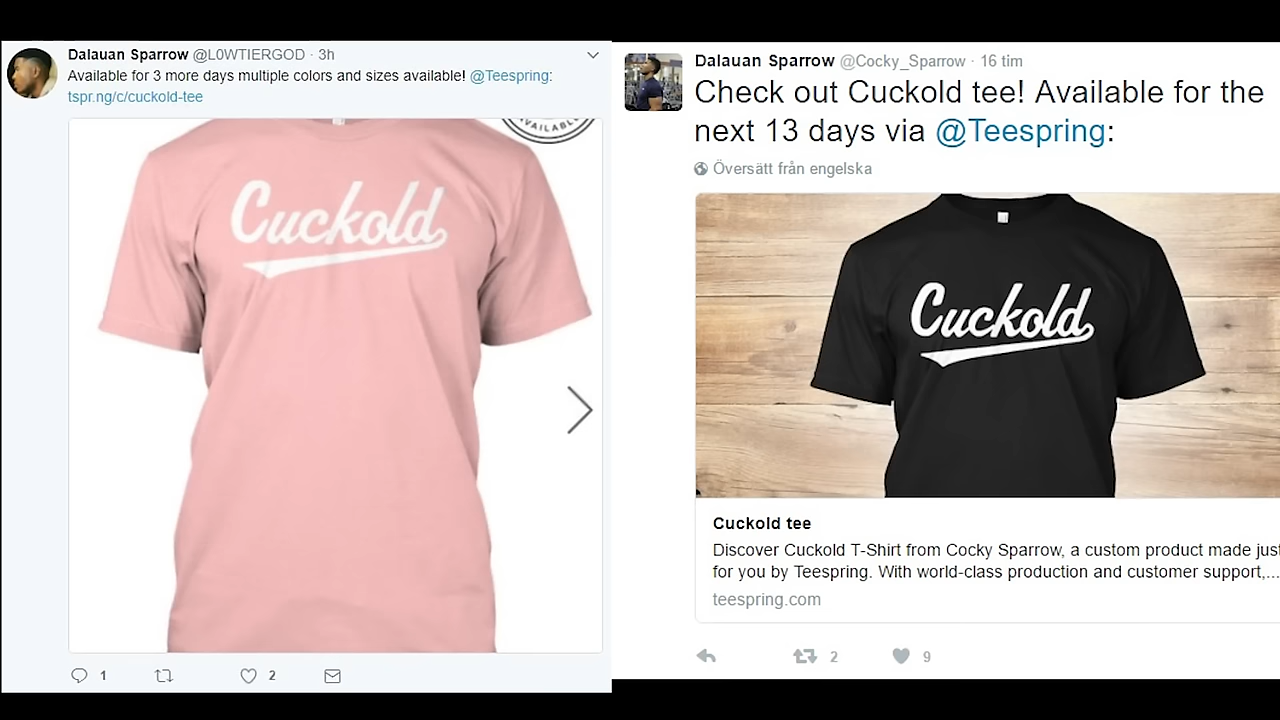 Dalauan Sparrow @L0WTIERGOD · 3h
Available for 3 more days multiple colors and sizes available! @Teespring:
tspr.ng/c/cuckold-tee
AVAILABLE
Cuckold
1
2
Dalauan Sparrow @Cocky_Sparrow · 16 tim
Check out Cuckold tee! Available for the
next 13 days via @Teespring:
Översätt från engelska
Cuckold
Cuckold tee
Discover Cuckold T-Shirt from Cocky Sparrow, a custom product made just
for you by Teespring. With world-class production and customer support,...
teespring.com
2
9